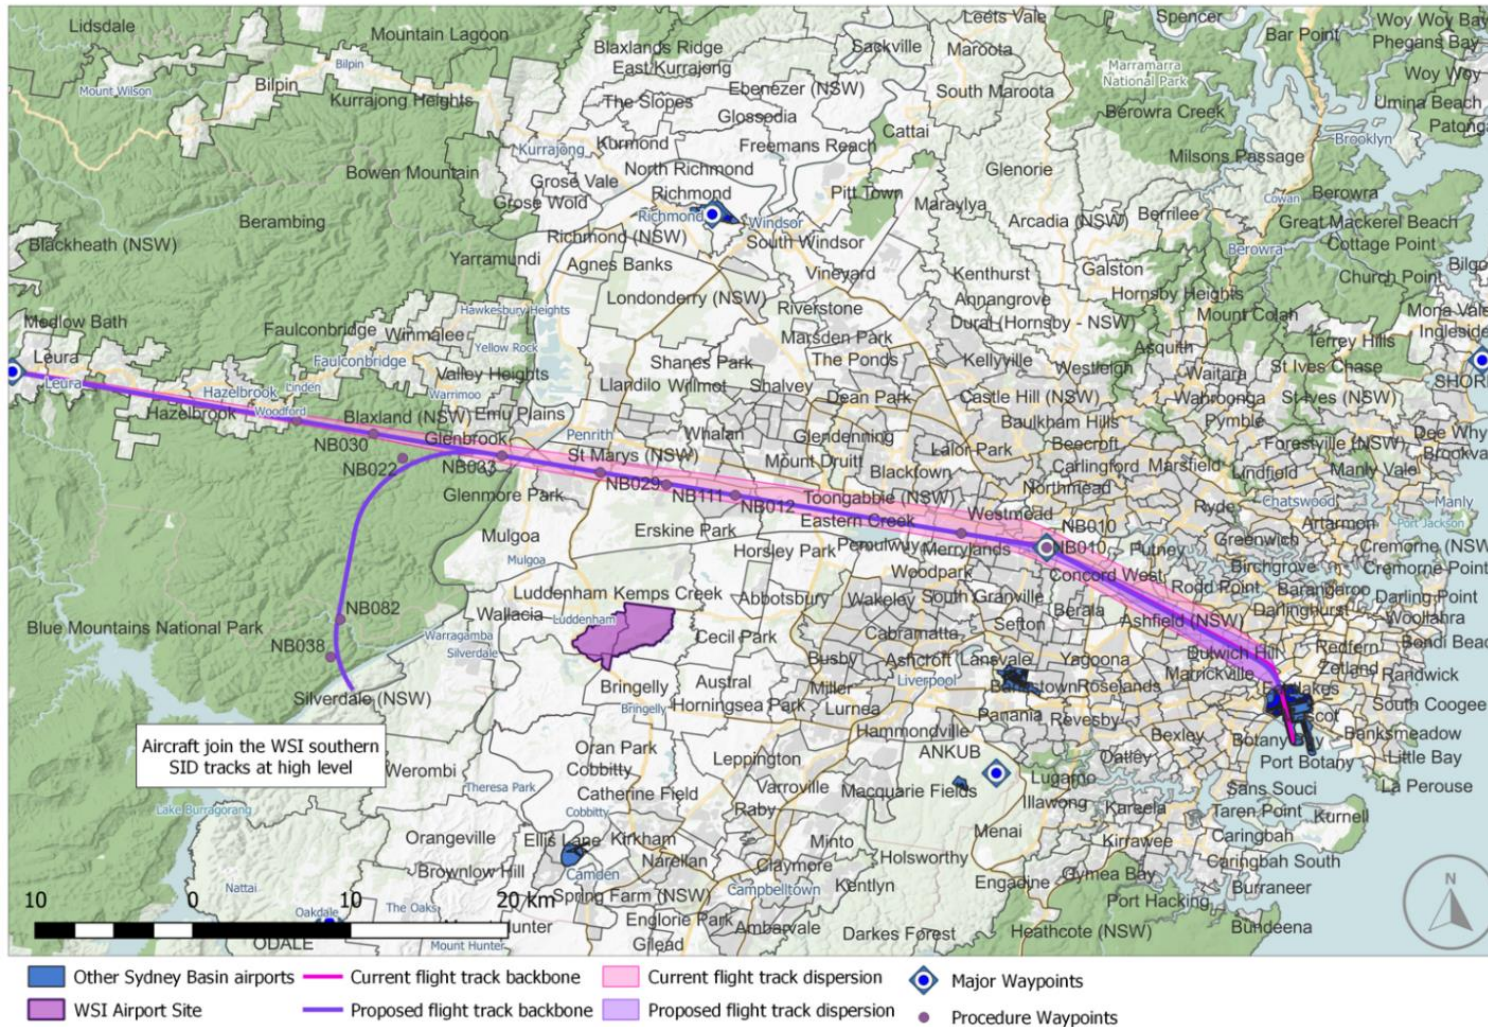 Lidsdale
Mountain Lagoon
Blaxlands Ridge
Sackville
Leets Vale
Spencer
Woy Woy Bay
Maroota
Bar Point
Phegans Bay
East Kurrajong
Bilpin
Bilpin
Marramarra
National Park
Woy Woy
Mount Wilson
Kurrajong Heights
The Slopes
Ebenezer (NSW)
South Maroota
Umina Beach
Glossodia
Berowra Creek
Cattai
Brooklyn
Kurrajong
Kurmond
Freemans Reach
Milsons Passage
Bowen Mountain
North Richmond
Glenorie
Grose Vale
Richmond
Pitt Town
Berowra
Grose Wold
Maraylya
Cowan
Berambing
Richmond
Windsor
Arcadia (NSW)
Berrilee
Great Mackerel Beach
Blackheath (NSW)
Richmond (NSW)
South Windsor
Berowra
Cottage Point
Yarramundi
Agnes Banks
Vineyard
Kenthurst
Galston
Church Point
Londonderry (NSW)
Riverstone
Annangrove
Hornsby Heights
Medlow Bath
Hawkesbury Heights
Mount Colah
Faulconbridge
Winmalee
Marsden Park
Dural (Hornsby - NSW)
Ingleside
Leura
Yellow Rock
Asquith
Terrey Hills
Faulconbridge
Shanes Park
The Ponds
Kellyville
Westleigh
Waitara
St Ives Chase
Leura
Valley Heights
Llandilo
Wilmot
Shalvey
Hazelbrook
Linden
Warrimoo
Dean Park
Castle Hill (NSW)
Wahroonga
St Ives (NSW)
Hazelbrook
Woodford
Blaxland (NSW)
Emu Plains
Baulkham Hills
Pymble
NB030
Glenbrook
Penrith
Whalan
Glendenning
Lalor Park
Beecroft
Forestville (NSW)
Dee Why
NB022
NB033
St Marys (NSW)
Mount Druitt
Blacktown
Carlingford
Marsfield
Lindfield
Manly Vale
Glenmore Park
NB029
NB111
NB012
Toongabbie (NSW)
Northmead
Ryde
Chatswood
Manly
Westmead
NB010
Artarmon
Port Jackson
Mulgoa
Erskine Park
Eastern Creek
Greenwich
Mulgoa
Horsley Park
Pemulwuy
Merrylands
NB010
Putney
Birchgrove
Cremorne Point
Woodpark
Concord West
Rodd Point
Barangaroo
Luddenham
Kemps Creek
Abbotsbury
Wakeley
South Granville
Berala
Darling Point
NB082
Wallacia
Luddenham
Ashfield (NSW)
Darlinghurst
Woollahra
Blue Mountains National Park
Warragamba
Cecil Park
Cabramatta
Sefton
Redfern
NB038
Silverdale
Busby
Ashcroft
Lansvale
Yagoona
Dulwich Hill
Zetland
Silverdale (NSW)
Bringelly
Austral
Miller
Liverpool
Bankstown
Roselands
Marrickville
Randwick
Bringelly
Horningsea Park
Lurnea
Panania
Revesby
South Coogee
Aircraft join the WSI southern
SID tracks at high level
Oran Park
Hammondville
ANKUB
Bexley
Botany Bay
Banksmeadow
Werombi
Cobbitty
Leppington
Lugarno
Oatley
Port Botany
Little Bay
Theresa Park
Catherine Field
Varroville
Macquarie Fields
Illawong
Sans Souci
La Perouse
Lake Burragorang
Cobbitty
Raby
Kareela
Taren Point
Kurnell
Orangeville
Ellis Lane
Kirkham
Minto
Menai
Kirrawee
Caringbah
Brownlow Hill
Narellan
Claymore
Holsworthy
Caringbah South
Nattai
Camden
Campbelltown
Kentlyn
Engadine
Gymea Bay
Burraneer
10 0 10 20 km
Spring Farm (NSW)
Port Hacking
Oakdale
The Oaks
Englorie Park
Ambarvale
Darkes Forest
Heathcote (NSW)
Bundeena
Mount Hunter
Gilead
N
Other Sydney Basin airports
Current flight track backbone
Current flight track dispersion
Major Waypoints
WSI Airport Site
Proposed flight track backbone
Proposed flight track dispersion
Procedure Waypoints